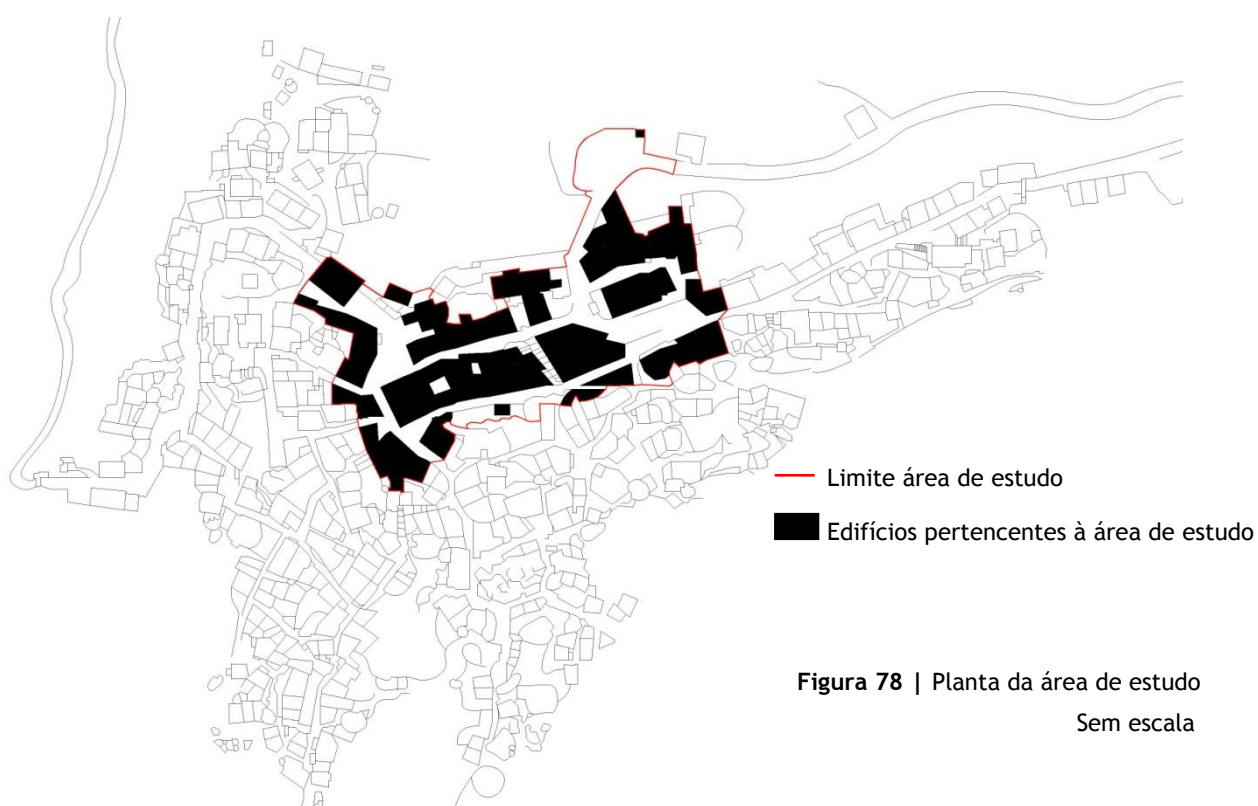 Limite área de estudo
Edifícios pertencentes à área de estudo
Figura 78 | Planta da área de estudo
Sem escala